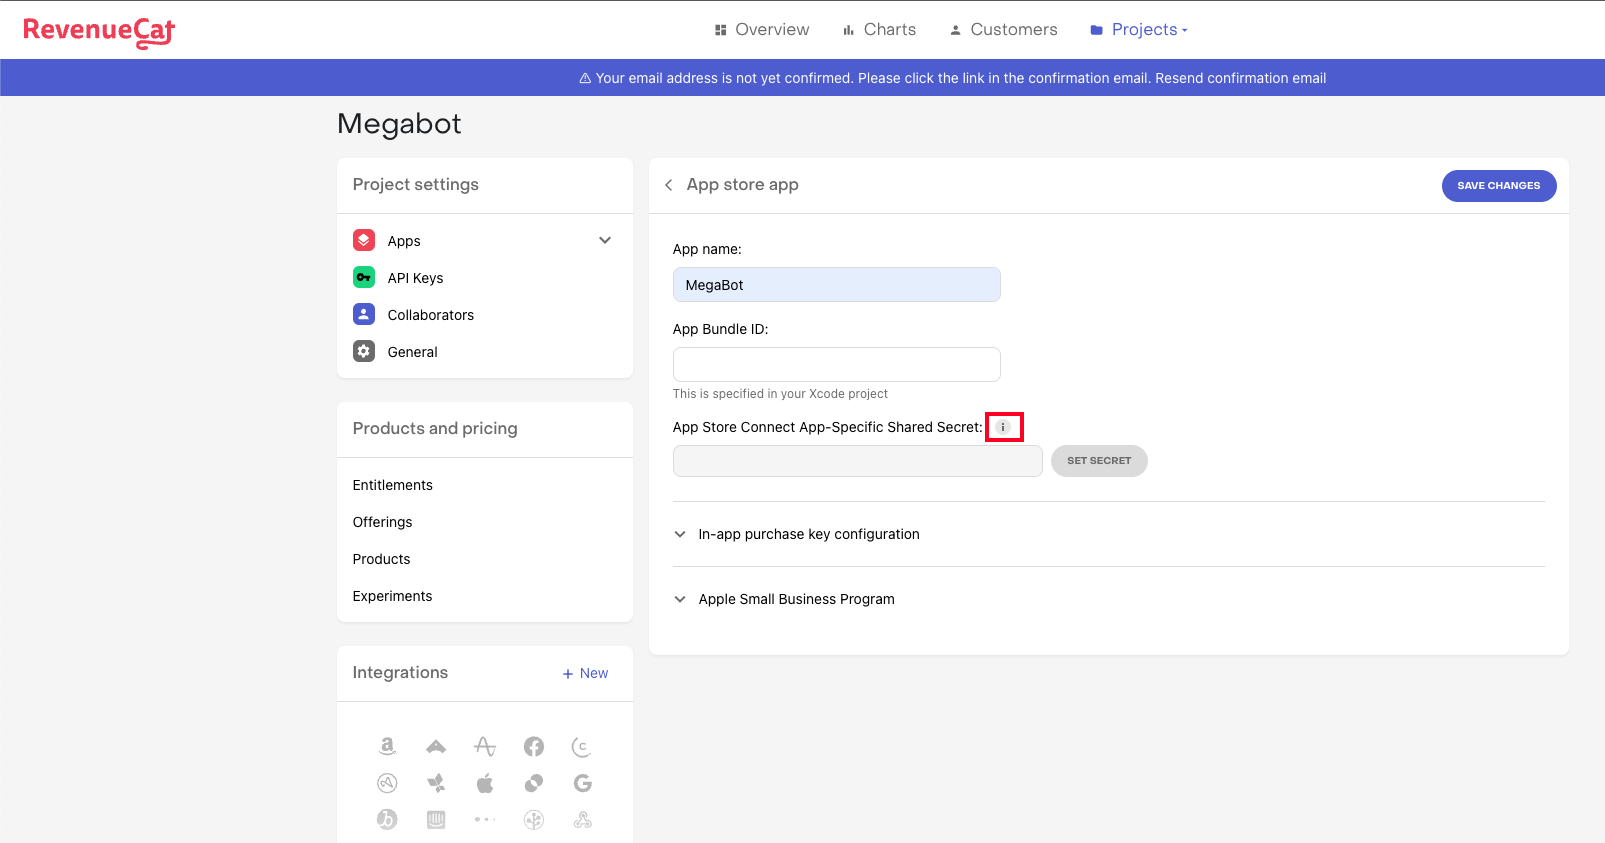 RevenueCat
Overview
Charts
Customers
Projects
Your email address is not yet confirmed. Please click the link in the confirmation email. Resend confirmation email
Megabot
Project settings
Apps
API Keys
Collaborators
General
Products and pricing
Entitlements
Offerings
Products
Experiments
Integrations
+ New
App store app
SAVE CHANGES
App name:
MegaBot
App Bundle ID:
This is specified in your Xcode project
App Store Connect App-Specific Shared Secret:
i
SET SECRET
In-app purchase key configuration
Apple Small Business Program